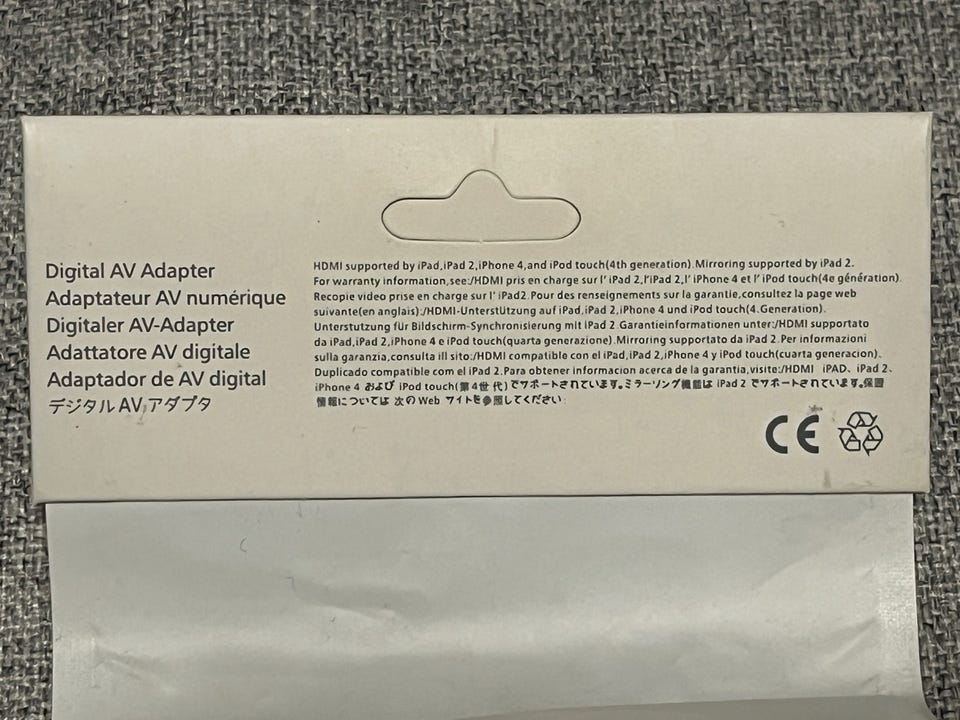 Digital AV Adapter
Adaptateur AV numérique
Digitaler AV-Adapter
Adattatore AV digitale
Adaptador de AV digital
デジタル AV アダプタ
HDMI supported by iPad,iPad 2,iPhone 4,and iPod touch(4th generation).Mirroring supported by iPad 2.
For warranty information,see:/HDMI pris en charge sur l' iPad 2,l'iPad 2,l' iPhone 4 et l' iPod touch(4e génération).
Recopie video prise en charge sur l' iPad2.Pour des renseignements sur la garantie,consultez la page web
suivante(en anglais):/HDMI-Unterstützung auf iPad,iPad 2,iPhone 4 und iPod touch(4.Generation).
Unterstutzung für Bildschirm-Synchronisierung mit iPad 2.Garantieinformationen unter:/HDMI supportato
da iPad,iPad 2,iPhone 4 e iPod touch(quarta generazione).Mirroring supportato da iPad 2.Per informazioni
sulla garanzia,consulta ill sito:/HDMI compatible con el iPad,iPad 2,iPhone 4 y iPod touch(cuarta generacion)、
Duplicado compatible com el iPad 2.Para obtener informacion acerca de la garantia,visite:/HDMI iPAD、iPad 2、
iPhone 4 および iPod touch(第4世代)でサポートされています。ミラーリング機能は iPad 2 でサポートされています。保証
情報については 次の Web サイトを参照してください
CE